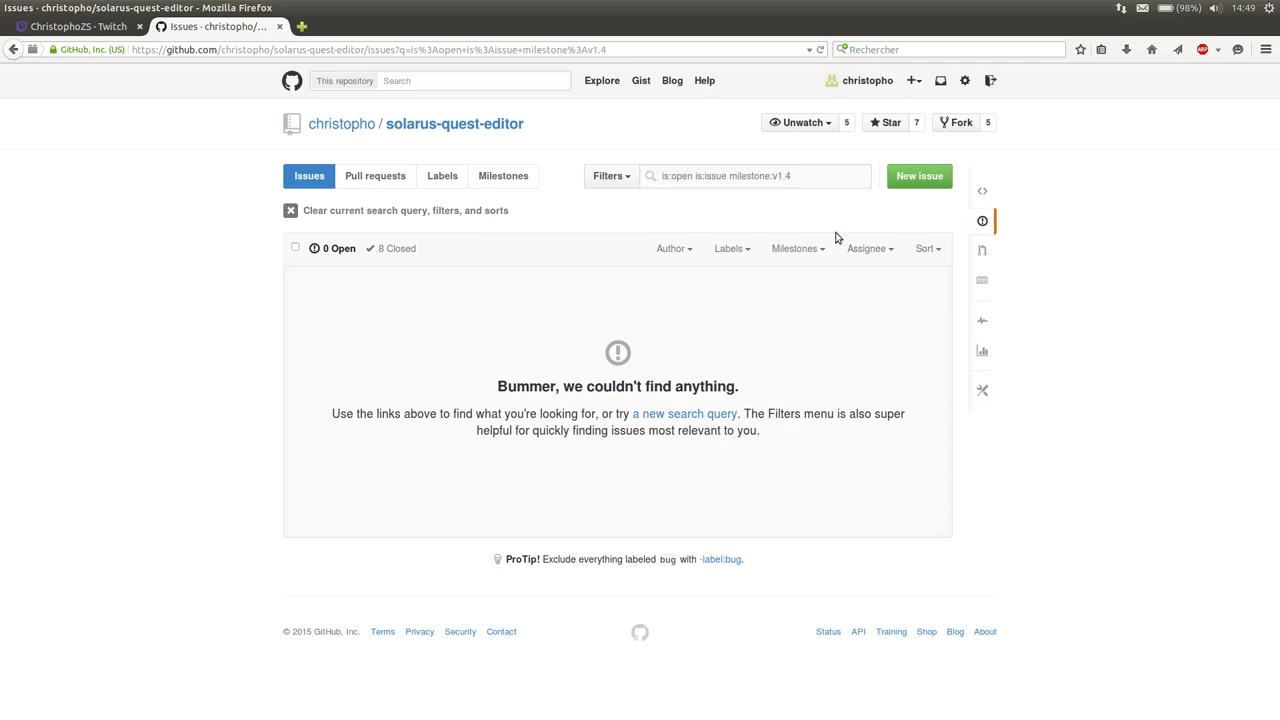 Issues · christopho/solarus-quest-editor - Mozilla Firefox
(98%) 14:49
ChristophoZS - Twitch × Issues · christopho/... ×
GitHub, Inc. (US) https://github.com/christopho/solarus-quest-editor/issues?q=is%3Aopen+is%3Aissue+milestone%3Av1.4 Rechercher ABP
This repository Search Explore Gist Blog Help christopho
christopho / solarus-quest-editor Unwatch 5 Star 7 Fork 5
Issues Pull requests Labels Milestones Filters is:open is:issue milestone:v1.4 New issue
Clear current search query, filters, and sorts
0 Open 8 Closed Author Labels Milestones Assignee Sort
Bummer, we couldn't find anything.
Use the links above to find what you're looking for, or try a new search query. The Filters menu is also super
helpful for quickly finding issues most relevant to you.
ProTip! Exclude everything labeled bug with -label:bug.
© 2015 GitHub, Inc. Terms Privacy Security Contact Status API Training Shop Blog About